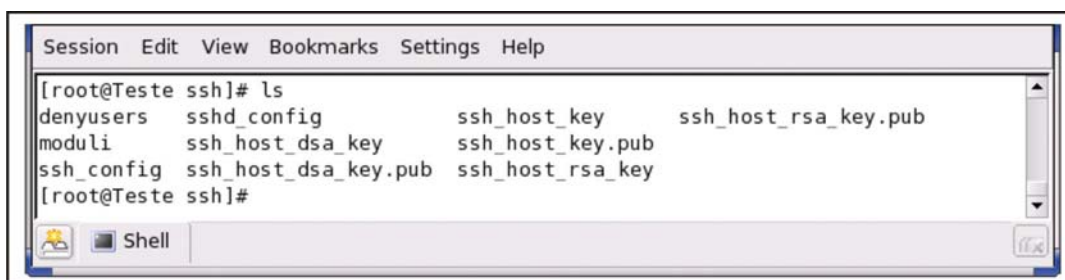 Session Edit View Bookmarks Settings Help
[root@Teste ssh]# ls
denyusers sshd_config ssh_host_key ssh_host_rsa_key.pub
moduli ssh_host_dsa_key ssh_host_key.pub
ssh_config ssh_host_dsa_key.pub ssh_host_rsa_key
[root@Teste ssh]#
Shell